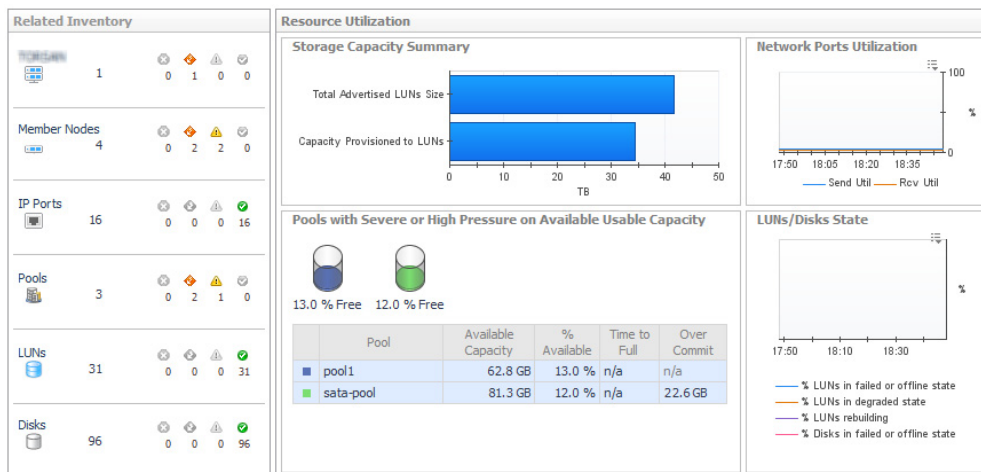 Related Inventory
1
0 1 0 0
Member Nodes
4
0 2 2 0
IP Ports
16
0 0 0 16
Pools
3
0 2 1 0
LUNs
31
0 0 0 31
Disks
96
0 0 0 96
Resource Utilization
Storage Capacity Summary
Total Advertised LUNs Size
Capacity Provisioned to LUNs
0 10 20 30 40 50
TB
Network Ports Utilization
100
%
0
17:50 18:05 18:20 18:35
Send Util Rcv Util
Pools with Severe or High Pressure on Available Usable Capacity
13.0 % Free 12.0 % Free
Pool Available Capacity % Available Time to Full Over Commit
pool1 62.8 GB 13.0 % n/a n/a
sata-pool 81.3 GB 12.0 % n/a 22.6 GB
LUNs/Disks State
%
17:50 18:10 18:30
% LUNs in failed or offline state
% LUNs in degraded state
% LUNs rebuilding
% Disks in failed or offline state